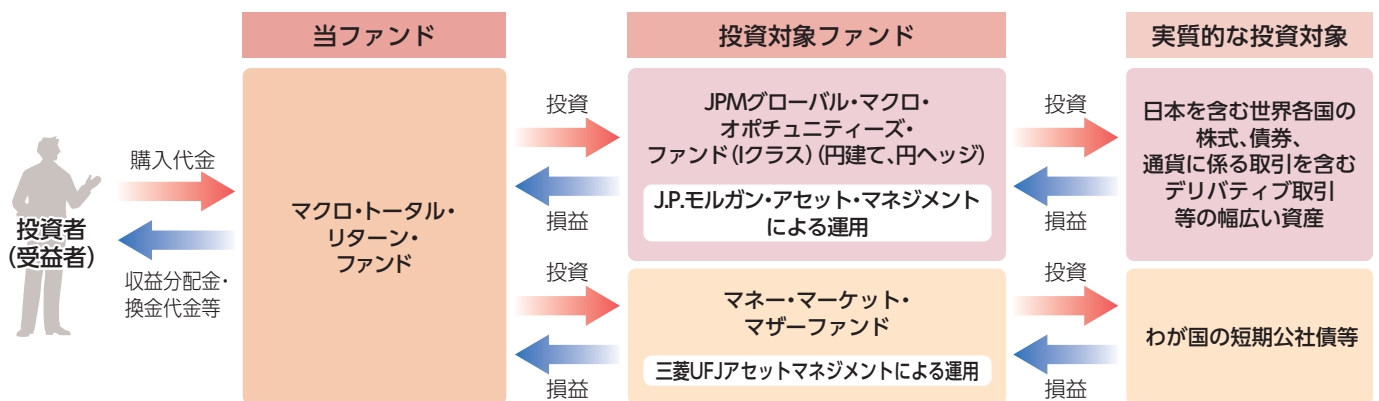 当ファンド
投資対象ファンド
実質的な投資対象
投資者
(受益者)
購入代金
収益分配金・
換金代金等
マクロ・トータル・
リターン・
ファンド
投資
損益
JPMグローバル・マクロ・
オポチュニティーズ・
ファンド(Iクラス)(円建て、円ヘッジ)
J.P.モルガン・アセット・マネジメント
による運用
投資
損益
日本を含む世界各国の
株式、債券、
通貨に係る取引を含む
デリバティブ取引
等の幅広い資産
投資
損益
マネー・マーケット・
マザーファンド
三菱UFJアセットマネジメントによる運用
投資
損益
わが国の短期公社債等